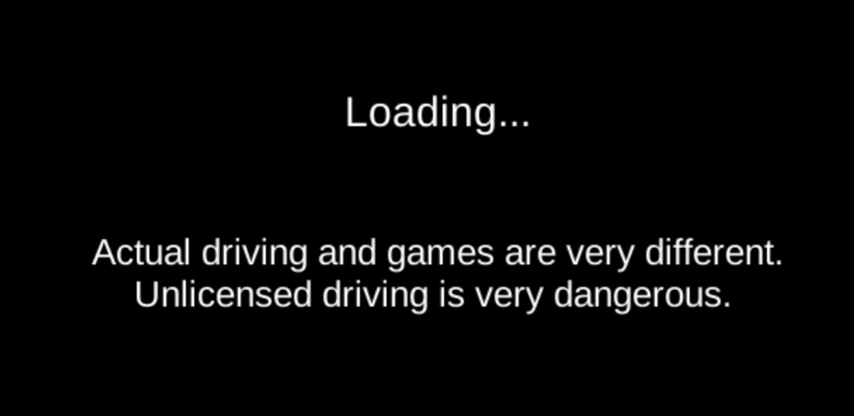 Loading...
Actual driving and games are very different.
Unlicensed driving is very dangerous.